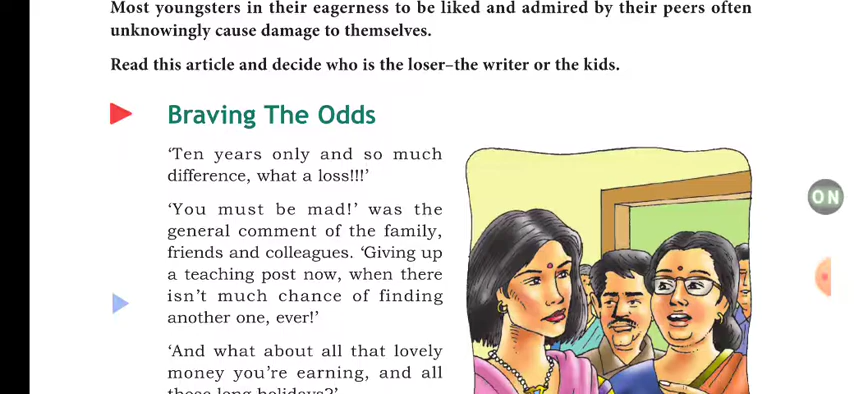 Most youngsters in their eagerness to be liked and admired by their peers often
unknowingly cause damage to themselves.
Read this article and decide who is the loser–the writer or the kids.
Braving The Odds
‘Ten years only and so much
difference, what a loss!!!’
‘You must be mad!’ was the
general comment of the family,
friends and colleagues. ‘Giving up
a teaching post now, when there
isn’t much chance of finding
another one, ever!’
‘And what about all that lovely
money you’re earning, and all
those long holidays?’
ON